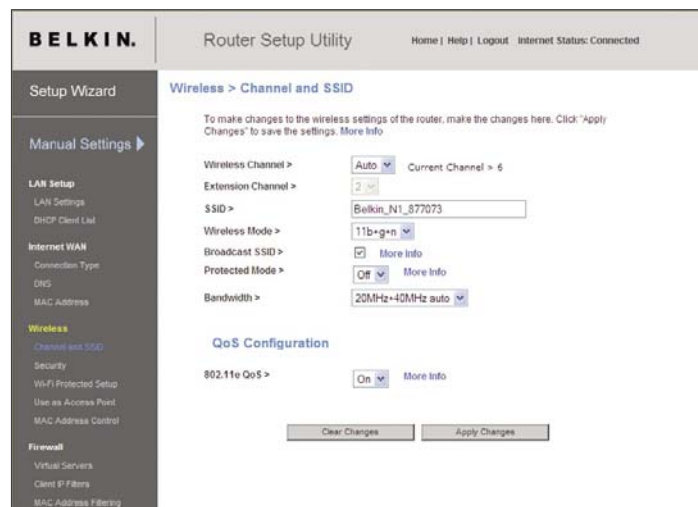 BELKIN.
Router Setup Utility
Home | Help | Logout Internet Status: Connected
Setup Wizard
Manual Settings
LAN Setup
LAN Settings
DHCP Client List
Internet WAN
Connection Type
DNS
MAC Address
Wireless
Channel and SSID
Security
Wi-Fi Protected Setup
Use as Access Point
MAC Address Control
Firewall
Virtual Servers
Client IP Filters
MAC Address Filtering
Wireless > Channel and SSID
To make changes to the wireless settings of the router, make the changes here. Click "Apply
Changes" to save the settings. More Info
Wireless Channel > Auto Current Channel > 6
Extension Channel > 2
SSID > Belkin_N1_877073
Wireless Mode > 11b+g+n
Broadcast SSID > More Info
Protected Mode > Off More Info
Bandwidth > 20MHz+40MHz auto
QoS Configuration
802.11e QoS > On More Info
Clear Changes Apply Changes